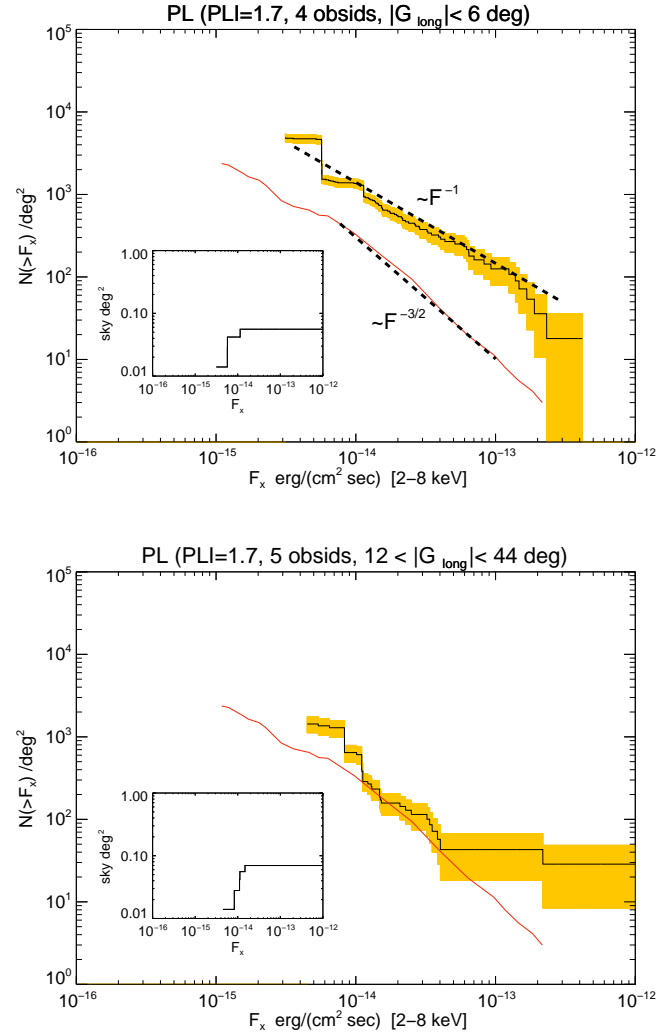 PL (PLI=1.7, 4 obsids, |G long|< 6 deg)
10^5
10^4
10^3
10^2
10^1
10^0
N(>F_x) /deg^2
~F^-1
~F^-3/2
1.00
0.10
0.01
sky deg^2
10^-16 10^-15 10^-14 10^-13 10^-12
F_x
10^-16 10^-15 10^-14 10^-13 10^-12
F_x erg/(cm^2 sec) [2-8 keV]
PL (PLI=1.7, 5 obsids, 12 < |G long|< 44 deg)
10^5
10^4
10^3
10^2
10^1
10^0
N(>F_x) /deg^2
1.00
0.10
0.01
sky deg^2
10^-16 10^-15 10^-14 10^-13 10^-12
F_x
10^-16 10^-15 10^-14 10^-13 10^-12
F_x erg/(cm^2 sec) [2-8 keV]